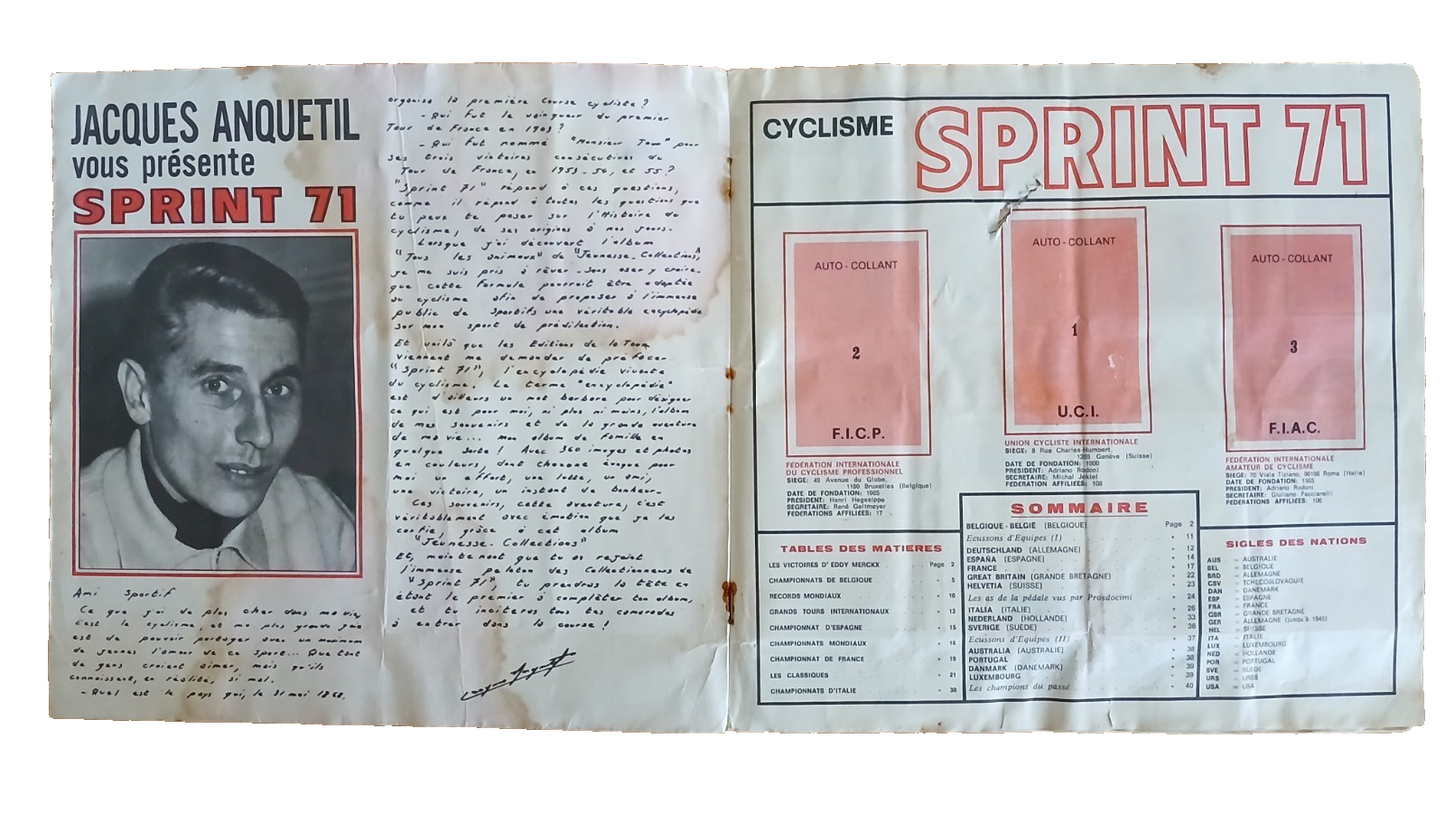 JACQUES ANQUETIL
vous présente
SPRINT 71
Ami Sportif
Ce que j'ai de plus cher dans ma vie,
c'est le cyclisme et ma plus grande joie
est de pouvoir partager avec un maximum
de jeunes l'amour de ce sport... Que tant
de gens croient aimer, mais qu'ils
connaissent, en réalité, si mal.
- Quel est le pays qui, le 31 mai 1868,
organisa la première course cycliste ?
- Qui fut le vainqueur du premier
Tour de France en 1903 ?
- Qui fut nommé "Monsieur Tour" pour
ses trois victoires consécutives du
Tour de France, en 1953-54, et 55 ?
"Sprint 71" répond à ces questions,
comme il répond à toutes les questions que
tu peux te poser sur l'Histoire du
cyclisme, de ses origines à nos jours.
Lorsque j'ai découvert l'album
"Tous les animaux" de "Jeunesse-Collections",
je me suis pris à rêver - sans oser y croire -
que cette formule pourrait être adaptée
au cyclisme afin de proposer à l'immense
public de Sportifs une véritable encyclopédie
sur mon sport de prédilection.
Et voilà que les Editions de la Tour
viennent me demander de préfacer
"Sprint 71", l'encyclopédie vivante
du cyclisme. Le terme "encyclopédie"
est d'ailleurs un mot barbare pour désigner
ce qui est pour moi, ni plus ni moins, l'album
de mes souvenirs et de la grande aventure
de ma vie... mon album de famille en
quelque sorte ! Avec 360 images et photos
en couleurs, dont chacune évoque pour
moi un effort, une lutte, un ami,
une victoire, un instant de bonheur.
Ces souvenirs, cette aventure, c'est
véritablement avec émotion que je les
confie, grâce à cet album
"Jeunesse-Collections"
Et, maintenant que tu as rejoint
l'immense peloton des Collectionneurs de
"Sprint 71", tu prendras la tête en
étant le premier à compléter ton album,
et tu inciteras tous tes camarades
à entrer dans la course !
Jacques Anquetil
CYCLISME SPRINT 71
AUTO - COLLANT
2
F.I.C.P.
FÉDÉRATION INTERNATIONALE
DU CYCLISME PROFESSIONNEL
SIEGE: 49 Avenue du Globe,
1190 Bruxelles (Belgique)
DATE DE FONDATION: 1965
PRESIDENT: Henri Hegesippe
SECRETAIRE: René Geltmeyer
FEDERATIONS AFFILIEES: 17
AUTO - COLLANT
1
U.C.I.
UNION CYCLISTE INTERNATIONALE
SIEGE: 8 Rue Charles-Humbert,
1205 Genève (Suisse)
DATE DE FONDATION: 1900
PRESIDENT: Adriano Rodoni
SECRETAIRE: Michal Jekiel
FEDERATION AFFILIEES: 108
AUTO - COLLANT
3
F.I.A.C.
FÉDÉRATION INTERNATIONALE
AMATEUR DE CYCLISME
SIEGE: 70 Viale Tiziano, 00196 Roma (Italie)
DATE DE FONDATION: 1965
PRESIDENT: Adriano Rodoni
SECRETAIRE: Giuliano Pacciarelli
FEDERATIONS AFFILIEES: 106
TABLES DES MATIERES
LES VICTOIRES D'EDDY MERCKX Page 2
CHAMPIONNATS DE BELGIQUE " 5
RECORDS MONDIAUX " 10
GRANDS TOURS INTERNATIONAUX " 13
CHAMPIONNAT D'ESPAGNE " 15
CHAMPIONNATS MONDIAUX " 16
CHAMPIONNAT DE FRANCE " 19
LES CLASSIQUES " 21
CHAMPIONNATS D'ITALIE " 30
SOMMAIRE
BELGIQUE - BELGIË (BELGIQUE) Page 2
Ecussons d'Equipes (I) " 11
DEUTSCHLAND (ALLEMAGNE) " 12
ESPAÑA (ESPAGNE) " 14
FRANCE " 17
GREAT BRITAIN (GRANDE BRETAGNE) " 22
HELVETIA (SUISSE) " 23
Les as de la pédale vus par Prosdocimi " 24
ITALIA (ITALIE) " 26
NEDERLAND (HOLLANDE) " 33
SVERIGE (SUEDE) " 36
Ecussons d'Equipes (II) " 37
AUSTRALIA (AUSTRALIE) " 38
PORTUGAL " 38
DANMARK (DANEMARK) " 39
LUXEMBOURG " 39
Les champions du passé " 40
SIGLES DES NATIONS
AUS = AUSTRALIE
BEL = BELGIQUE
BRD = ALLEMAGNE
CSV = TCHECOSLOVAQUIE
DAN = DANEMARK
ESP = ESPAGNE
FRA = FRANCE
GBR = GRANDE BRETAGNE
GER = ALLEMAGNE (jusqu'à 1945)
HEL = SUISSE
ITA = ITALIE
LUX = LUXEMBOURG
NED = HOLLANDE
POR = PORTUGAL
SVE = SUEDE
URS = URSS
USA = USA